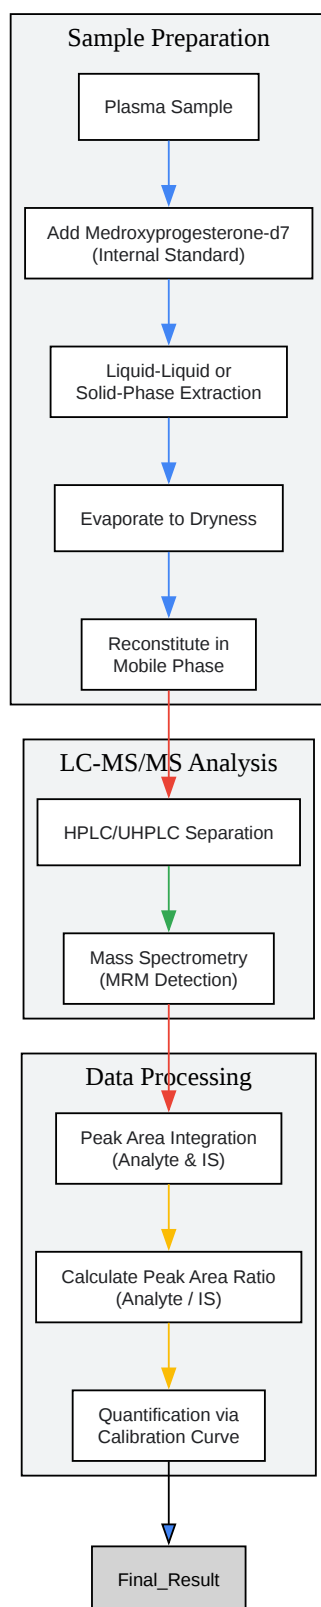 Sample Preparation
Plasma Sample
Add Medroxyprogesterone-d7
(Internal Standard)
Liquid-Liquid or
Solid-Phase Extraction
Evaporate to Dryness
Reconstitute in
Mobile Phase
LC-MS/MS Analysis
HPLC/UHPLC Separation
Mass Spectrometry
(MRM Detection)
Data Processing
Peak Area Integration
(Analyte & IS)
Calculate Peak Area Ratio
(Analyte / IS)
Quantification via
Calibration Curve
Final_Result